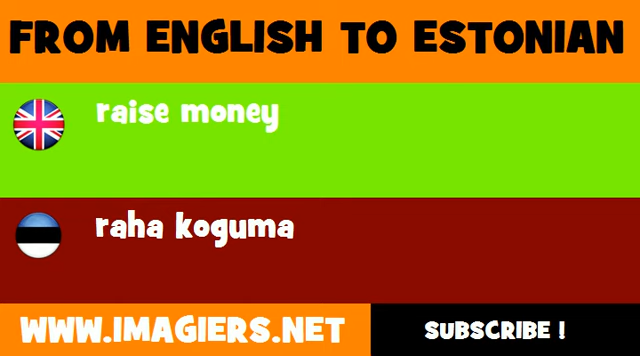 FROM ENGLISH TO ESTONIAN
raise money
raha koguma
WWW.IMAGIERS.NET
SUBSCRIBE !